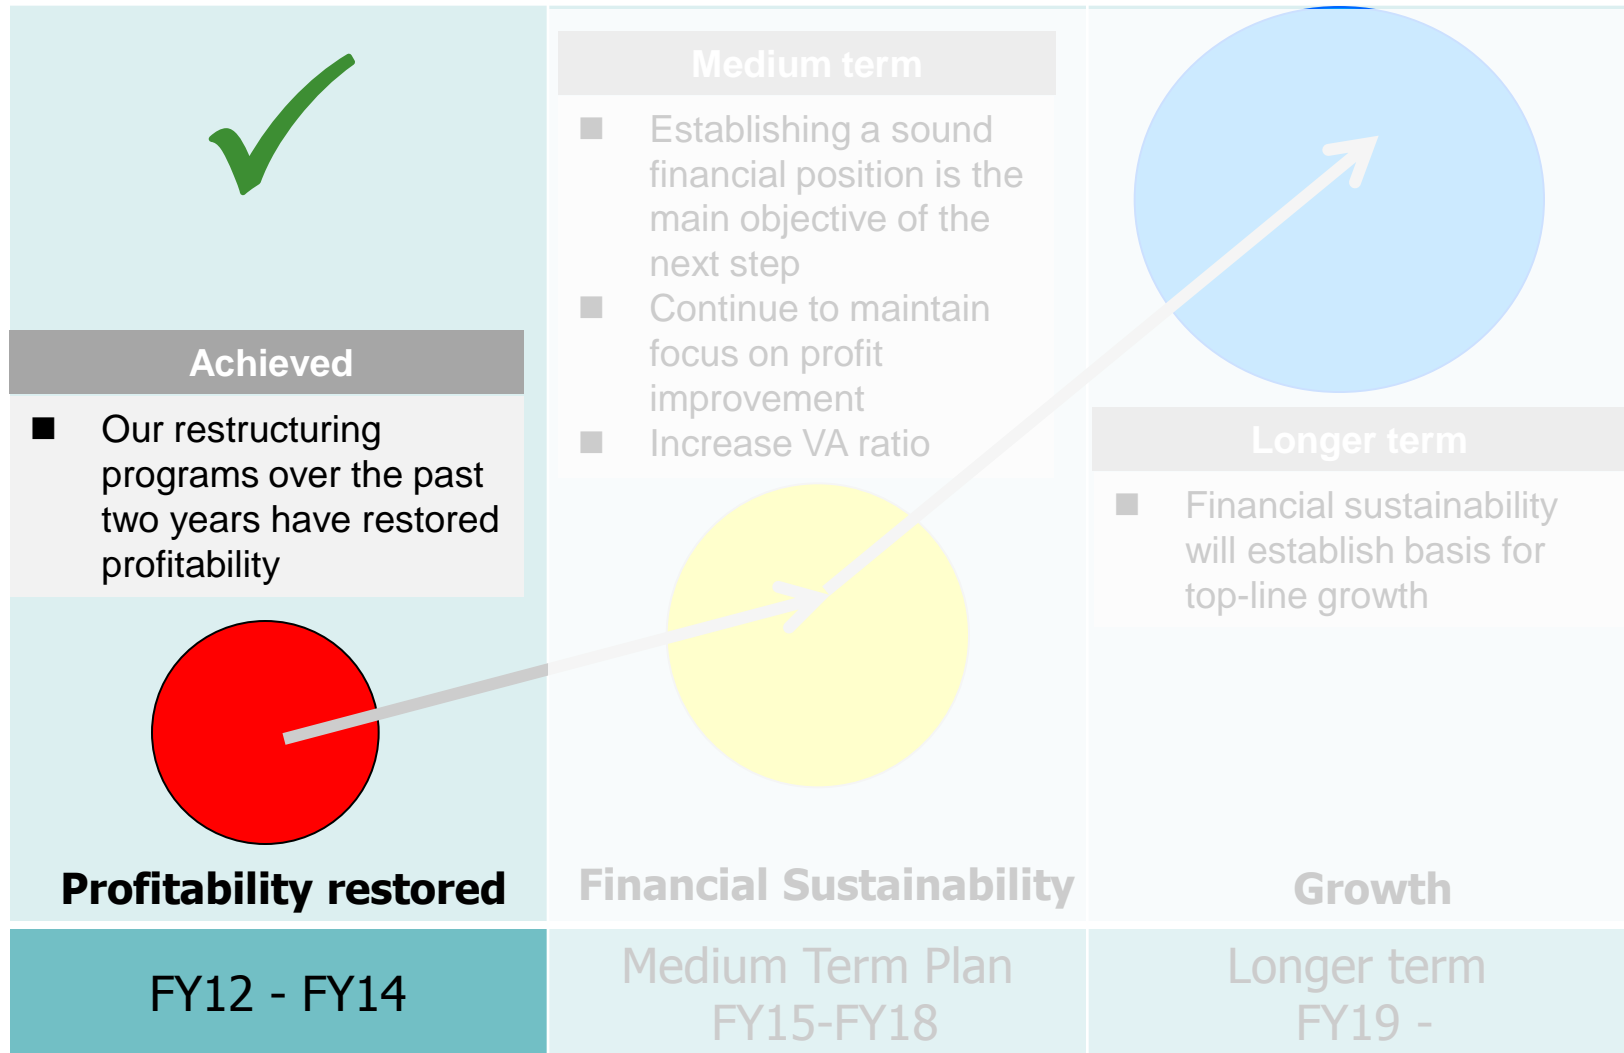 Achieved
■ Our restructuring
programs over the past
two years have restored
profitability
Profitability restored
FY12 - FY14
Medium term
■ Establishing a sound
financial position is the
main objective of the
next step
■ Continue to maintain
focus on profit
improvement
■ Increase VA ratio
Financial Sustainability
Medium Term Plan
FY15-FY18
Longer term
■ Financial sustainability
will establish basis for
top-line growth
Growth
Longer term
FY19 -